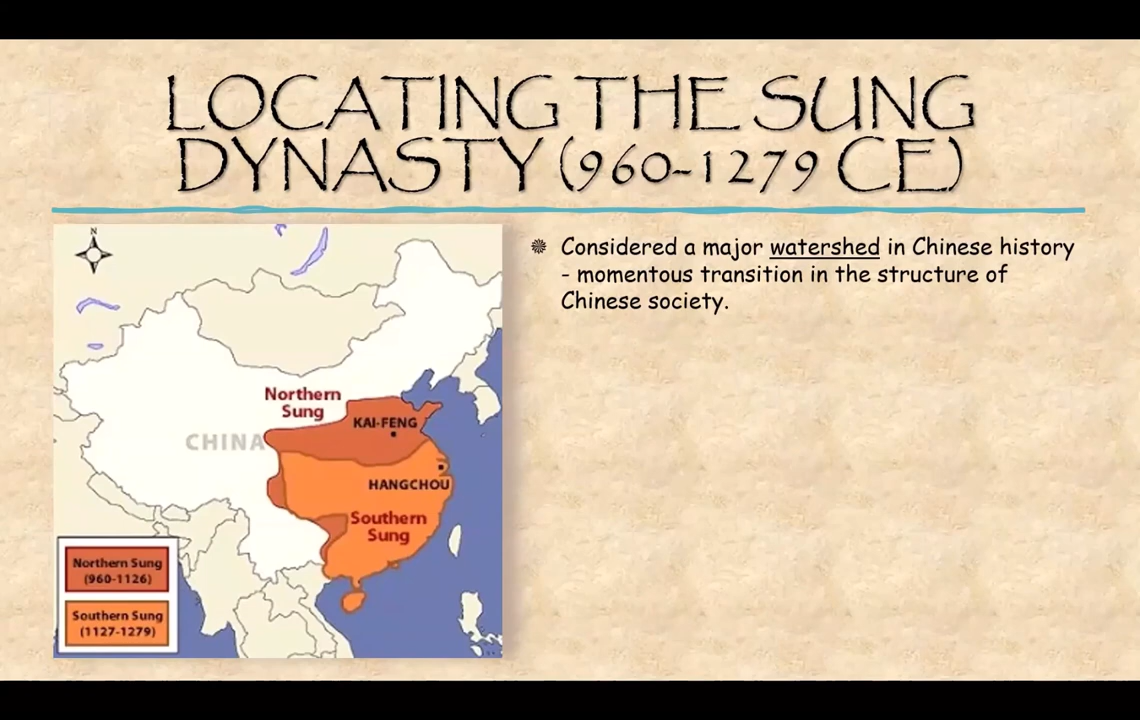 LOCATING THE SUNG
DYNASTY (960-1279 CE)
Considered a major watershed in Chinese history
- momentous transition in the structure of
Chinese society.
N
Northern
Sung
KAI-FENG
CHINA
HANGCHOU
Southern
Sung
Northern Sung
(960-1126)
Southern Sung
(1127-1279)